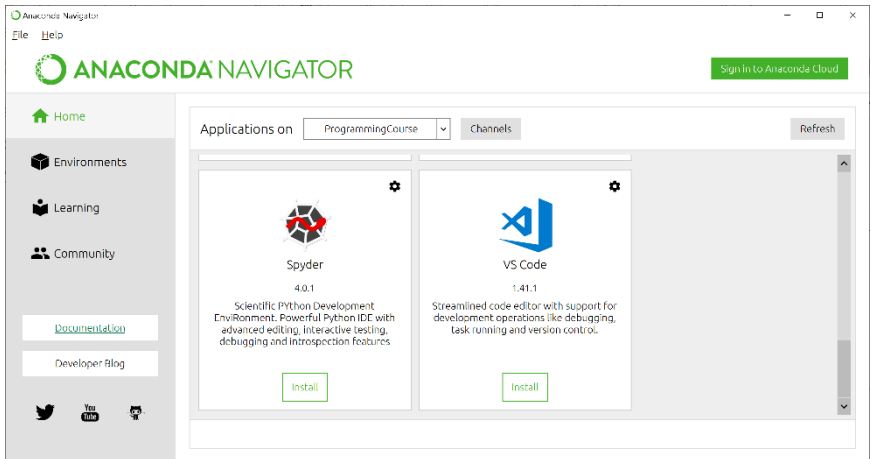 Anaconda Navigator
File Help
ANACONDA NAVIGATOR
Sign in to Anaconda Cloud
Home
Environments
Learning
Community
Documentation
Developer Blog
You
Tube
Applications on ProgrammingCourse Channels Refresh
Spyder
4.0.1
Scientific PYthon Development
EnviRonment. Powerful Python IDE with
advanced editing, interactive testing,
debugging and introspection features
Install
VS Code
1.41.1
Streamlined code editor with support for
development operations like debugging,
task running and version control.
Install